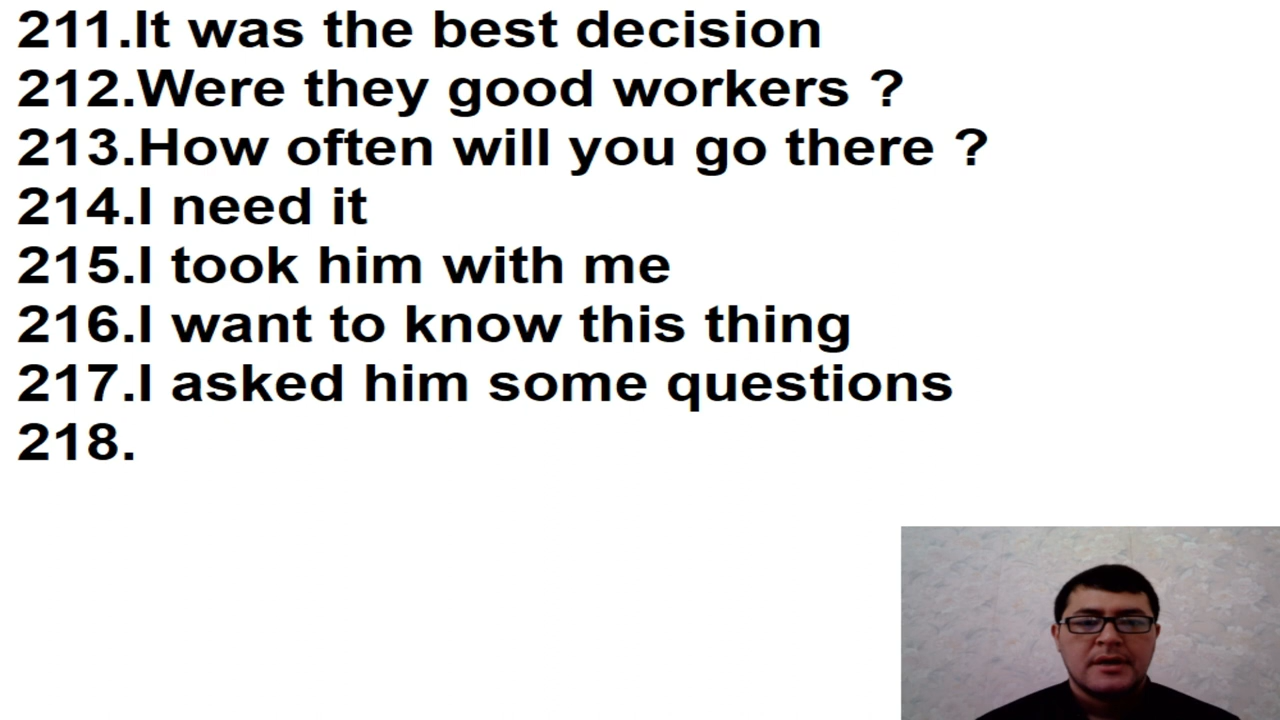 211.It was the best decision
212.Were they good workers ?
213.How often will you go there ?
214.I need it
215.I took him with me
216.I want to know this thing
217.I asked him some questions
218.